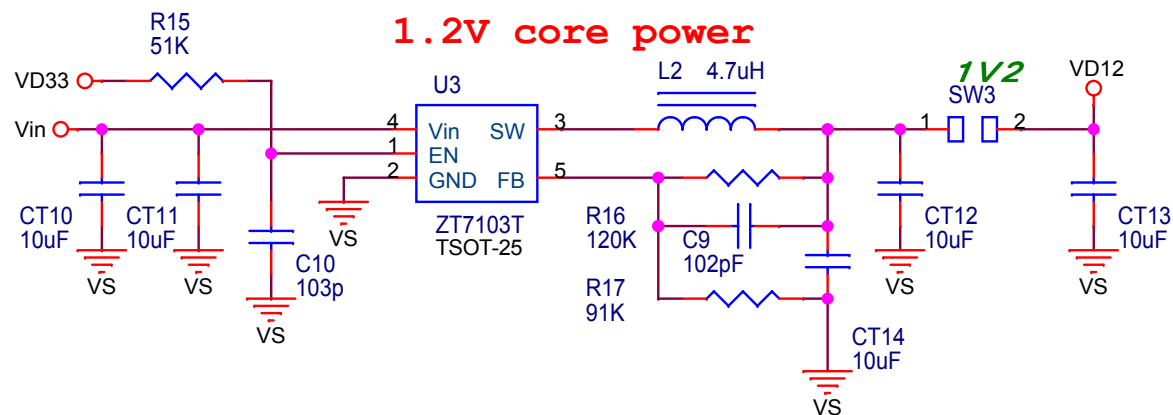 1.2V core power
R15
51K
VD33
Vin
U3
L2 4.7uH
1V2
SW3
VD12
4 Vin SW 3
1 EN
2 GND FB 5
1 2
ZT7103T
TSOT-25
CT10
10uF
CT11
10uF
C10
103p
R16
120K
C9
102pF
R17
91K
CT12
10uF
CT13
10uF
CT14
10uF
VS
VS
VS
VS
VS
VS
VS